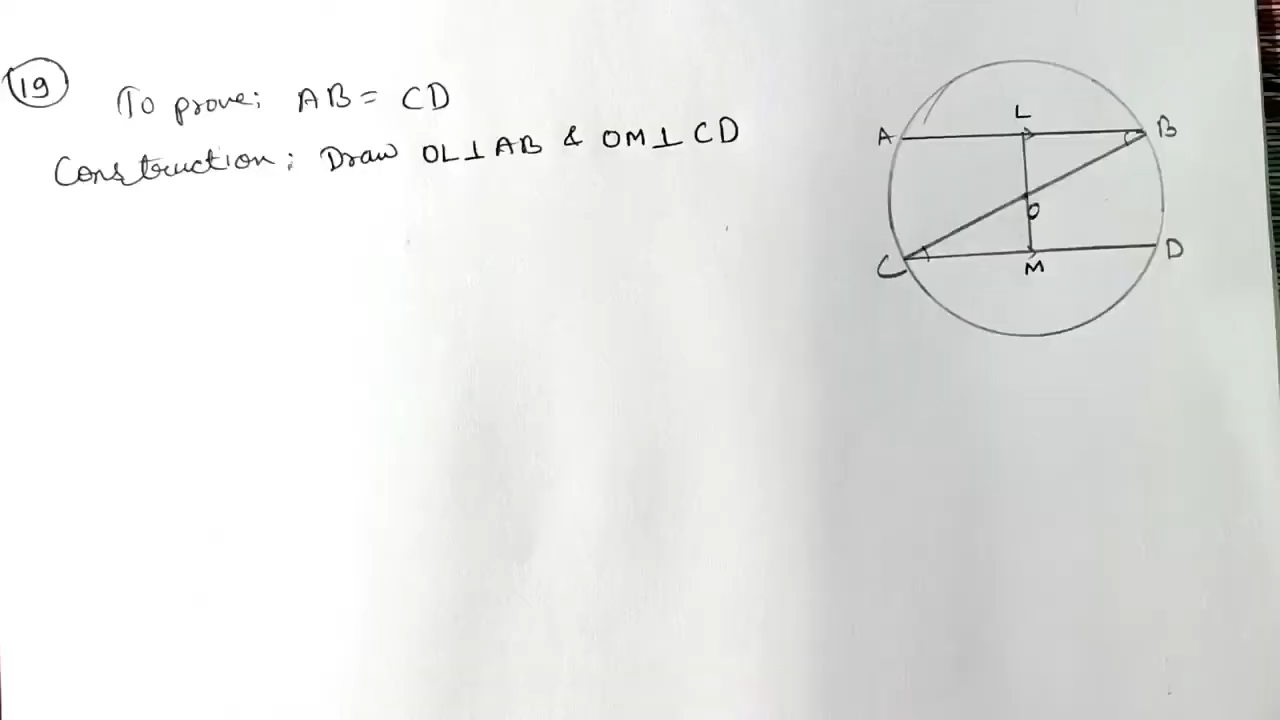 19
To prove; AB = CD
Construction; Draw OL⊥AB & OM⊥CD
L
A
B
O
C
M
D